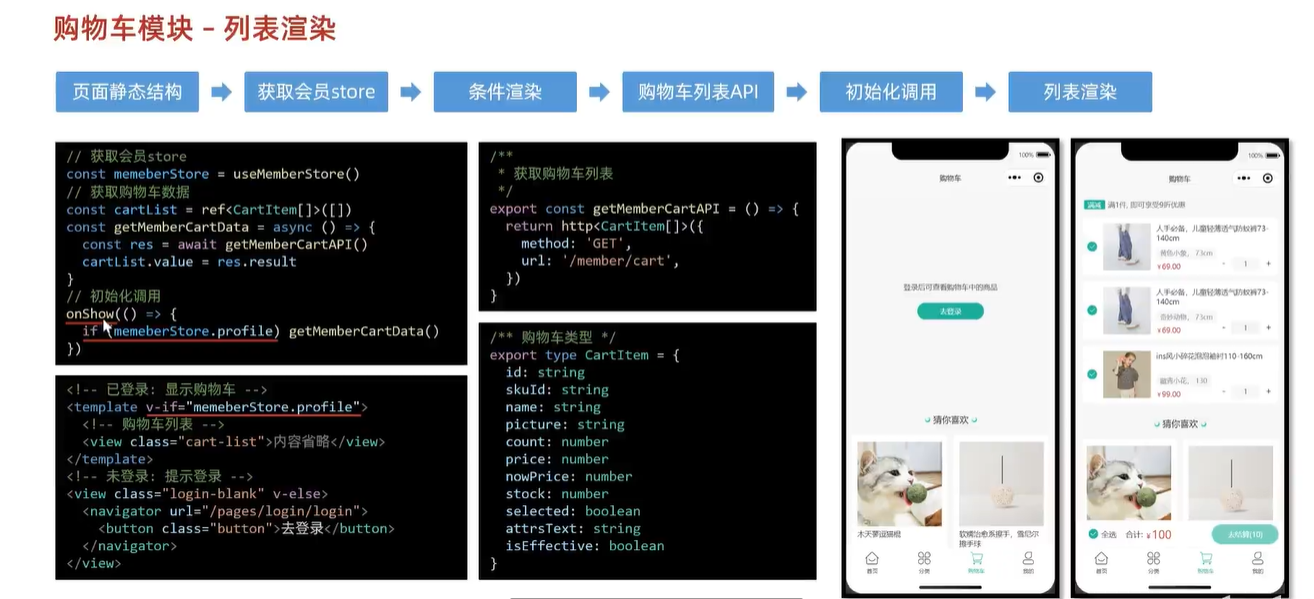 购物车模块 - 列表渲染
页面静态结构
获取会员store
条件渲染
购物车列表API
初始化调用
列表渲染
// 获取会员store
const memeberStore = useMemberStore()
// 获取购物车数据
const cartList = ref<CartItem[]>([])
const getMemberCartData = async () => {
const res = await getMemberCartAPI()
cartList.value = res.result
}
// 初始化调用
onShow(() => {
if (memeberStore.profile) getMemberCartData()
})
<!-- 已登录: 显示购物车 -->
<template v-if="memeberStore.profile">
<!-- 购物车列表 -->
<view class="cart-list">内容省略</view>
</template>
<!-- 未登录: 提示登录 -->
<view class="login-blank" v-else>
<navigator url="/pages/login/login">
<button class="button">去登录</button>
</navigator>
</view>
/**
* 获取购物车列表
*/
export const getMemberCartAPI = () => {
return http<CartItem[]>({
method: 'GET',
url: '/member/cart',
})
}
/** 购物车类型 */
export type CartItem = {
id: string
skuId: string
name: string
picture: string
count: number
price: number
nowPrice: number
stock: number
selected: boolean
attrsText: string
isEffective: boolean
}
100%
购物车
登录后可查看购物车中的商品
去登录
猜你喜欢
木天蓼逗猫棍
软糯治愈系擦手，雪尼尔
擦手球
首页
分类
购物车
我的
100%
购物车
满减 满1件, 即可享受9折优惠
人手必备，儿童轻薄透气防蚊裤73-
140cm
73cm
¥69.00
- 1 +
人手必备，儿童轻薄透气防蚊裤73-
140cm
奇妙动物，73cm
¥69.00
- 1 +
ins风小碎花泡泡袖衬110-160cm
130
¥99.00
- 1 +
猜你喜欢
全选 合计: ¥100
去结算(10)
首页
分类
购物车
我的